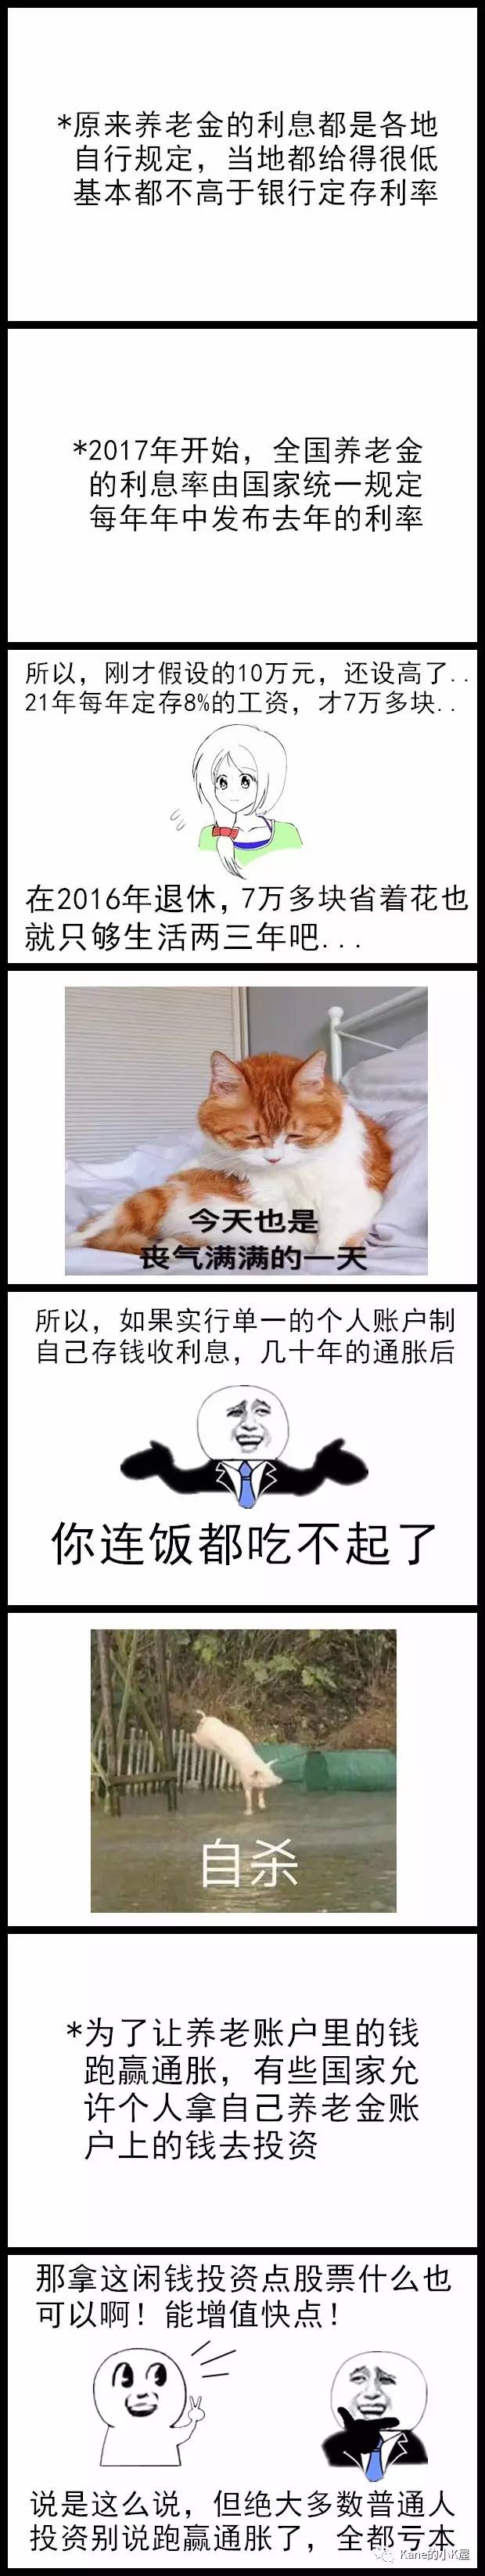 *原来养老金的利息都是各地
自行规定，当地都给得很低
基本都不高于银行定存利率
*2017年开始，全国养老金
的利息率由国家统一规定
每年年中发布去年的利率
所以，刚才假设的10万元，还设高了..
21年每年定存8%的工资，才7万多块..
在2016年退休，7万多块省着花也
就只够生活两三年吧...
今天也是
丧气满满的一天
所以，如果实行单一的个人账户制
自己存钱收利息，几十年的通胀后
你连饭都吃不起了
自杀
*为了让养老账户里的钱
跑赢通胀，有些国家允
许个人拿自己养老金账
户上的钱去投资
那拿这闲钱投资点股票什么也
可以啊！能增值快点！
说是这么说，但绝大多数普通人
投资别说跑赢通胀了，全都亏本
Kane的小K屋